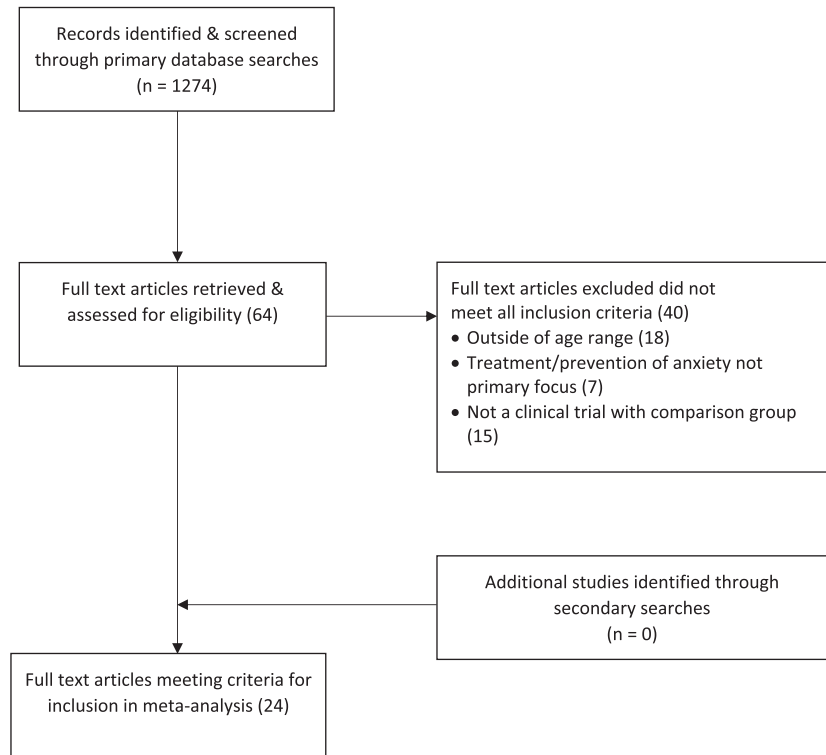 Records identified & screened
through primary database searches
(n = 1274)
Full text articles retrieved &
assessed for eligibility (64)
Full text articles excluded did not
meet all inclusion criteria (40)
• Outside of age range (18)
• Treatment/prevention of anxiety not
primary focus (7)
• Not a clinical trial with comparison group
(15)
Additional studies identified through
secondary searches
(n = 0)
Full text articles meeting criteria for
inclusion in meta-analysis (24)